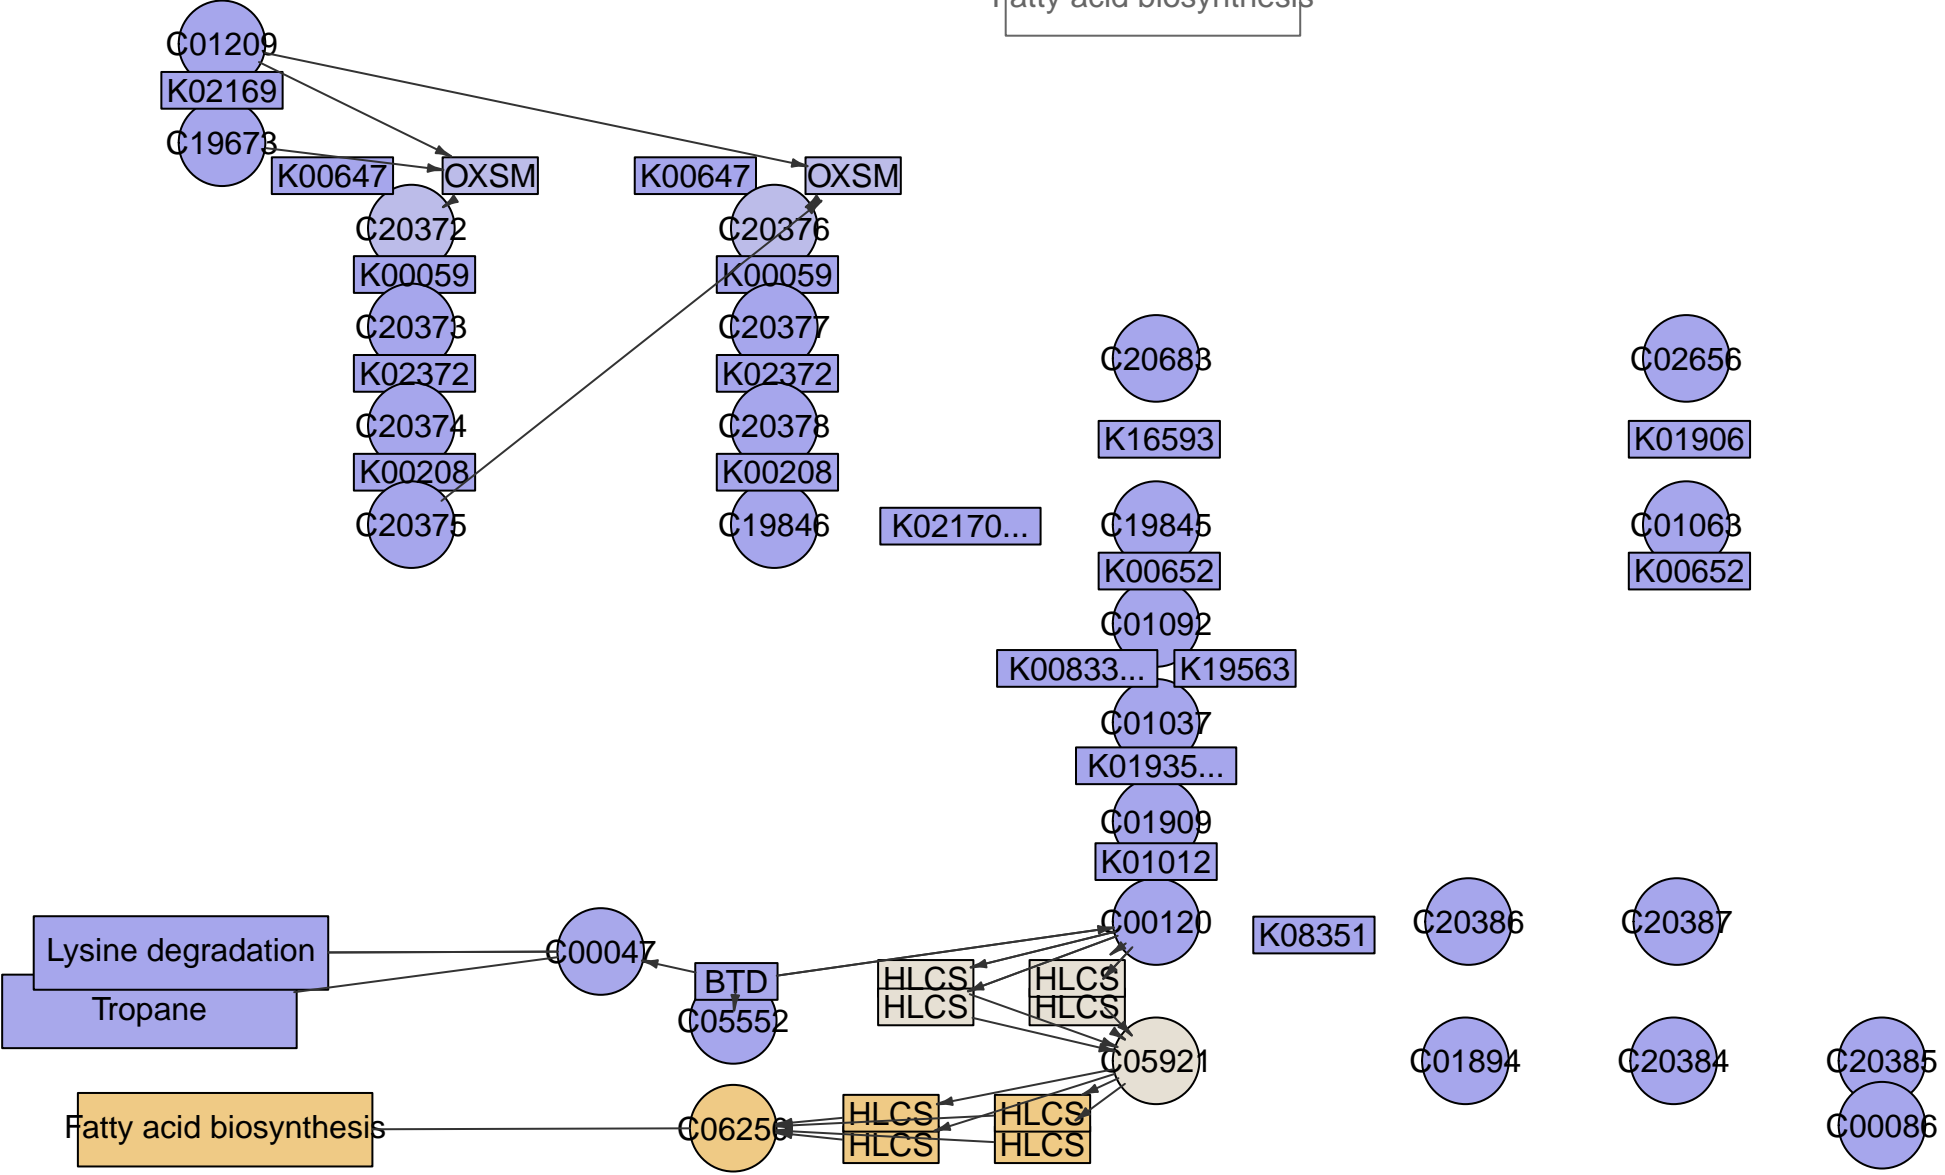 Fatty acid biosynthesis
C01209
K02169
C19673
K00647
OXSM
K00647
OXSM
C20372
C20376
K00059
K00059
C20373
C20377
C20683
C02656
K02372
K02372
C20374
C20378
K16593
K01906
K00208
K00208
C20375
C19846
K02170...
C19845
C01063
K00652
K00652
C01092
K00833...
K19563
C01037
K01935...
C01909
K01012
C00120
K08351
C20386
C20387
Lysine degradation
C00047
BTD
HLCS
HLCS
Tropane
HLCS
HLCS
C05552
C05921
C01894
C20384
C20385
Fatty acid biosynthesis
HLCS
HLCS
C00086
HLCS
HLCS